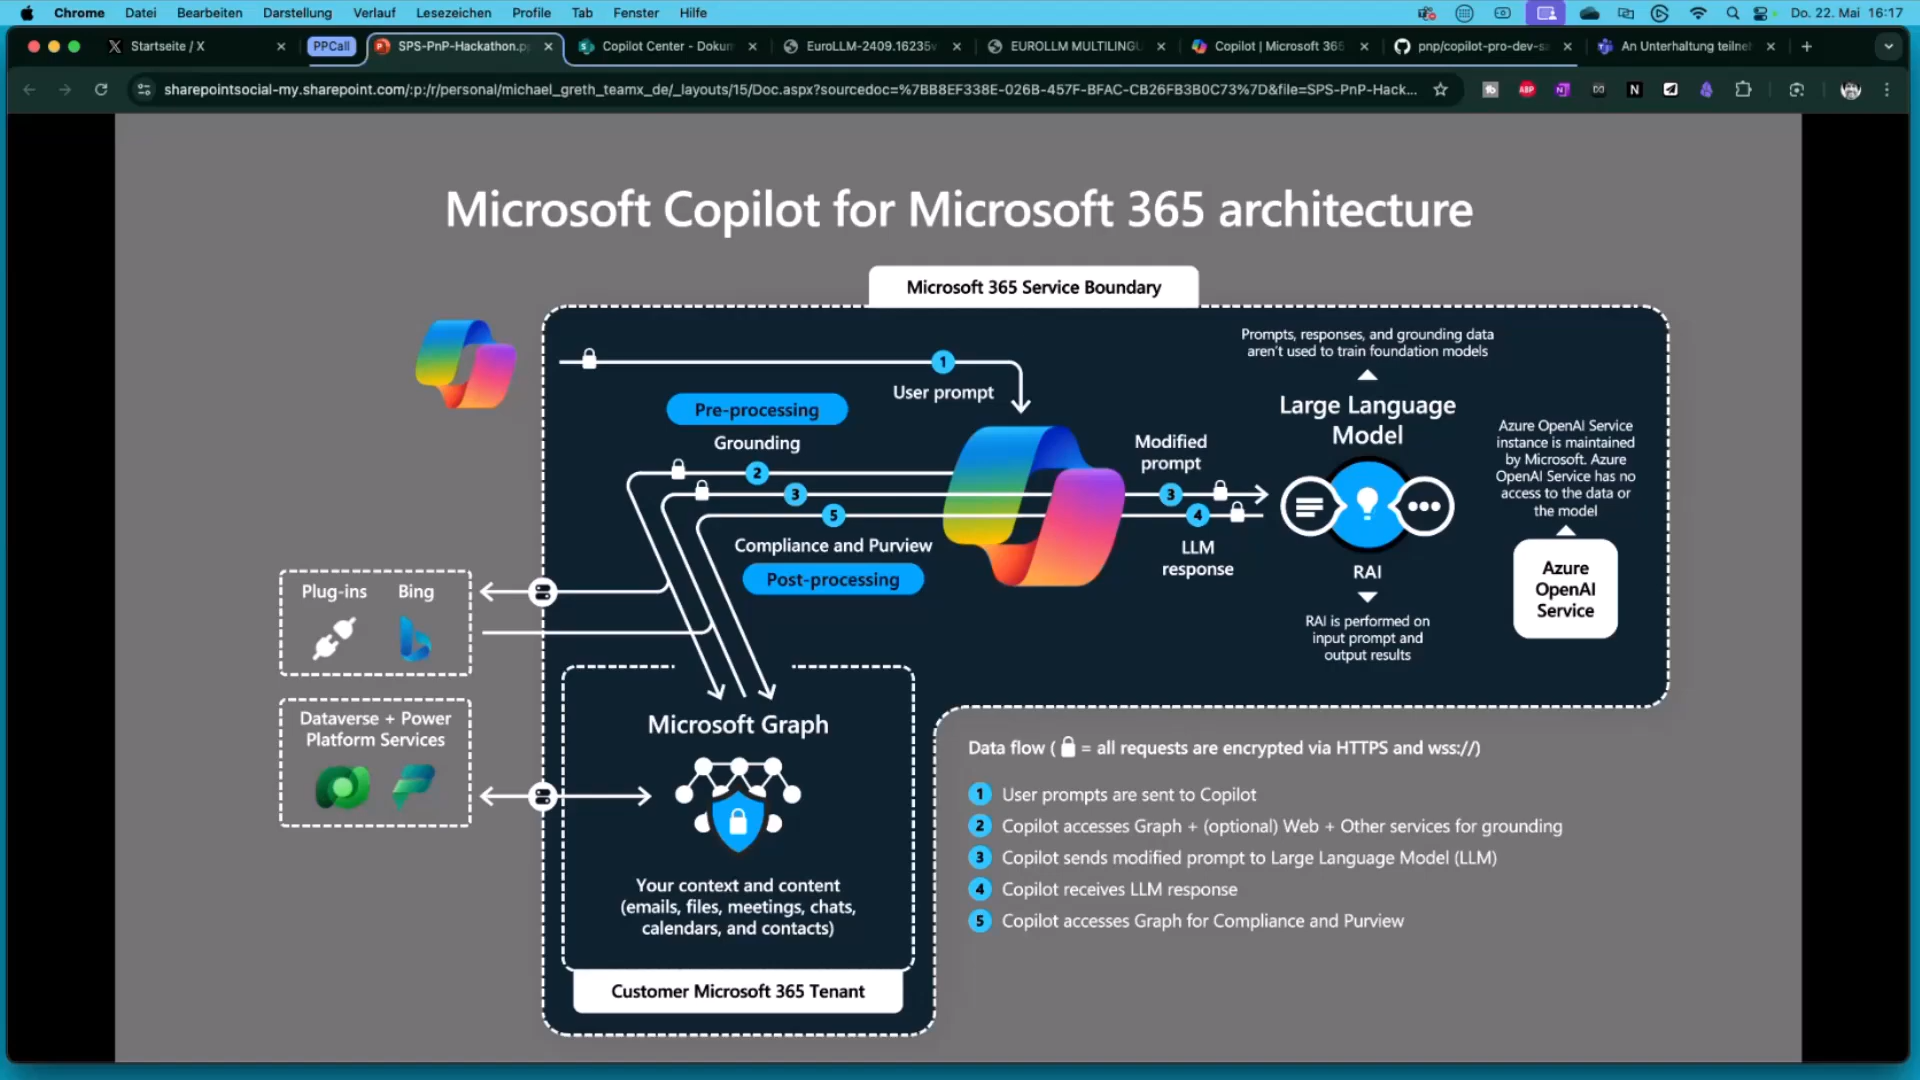 Chrome Datei Bearbeiten Darstellung Verlauf Lesezeichen Profile Tab Fenster Hilfe Do. 22. Mai 16:17
Startseite / X PPCall SPS-PnP-Hackathon.p Copilot Center - Dokum EuroLLM-2409.16235v EUROLLM MULTILINGU Copilot | Microsoft 365 pnp/copilot-pro-dev-sa An Unterhaltung teilneh
sharepointsocial-my.sharepoint.com/:p:/r/personal/michael_greth_teamx_de/_layouts/15/Doc.aspx?sourcedoc=%7BB8EF338E-026B-457F-BFAC-CB26FB3B0C73%7D&file=SPS-PnP-Hack...
Microsoft Copilot for Microsoft 365 architecture
Microsoft 365 Service Boundary
1
User prompt
Pre-processing
Grounding
2
3
5
Compliance and Purview
Post-processing
Modified
prompt
3
4
LLM
response
Prompts, responses, and grounding data
aren't used to train foundation models
Large Language
Model
RAI
RAI is performed on
input prompt and
output results
Azure OpenAI Service
instance is maintained
by Microsoft. Azure
OpenAI Service has no
access to the data or
the model
Azure
OpenAI
Service
Plug-ins Bing
Dataverse + Power
Platform Services
Microsoft Graph
Your context and content
(emails, files, meetings, chats,
calendars, and contacts)
Customer Microsoft 365 Tenant
Data flow ( = all requests are encrypted via HTTPS and wss://)
1 User prompts are sent to Copilot
2 Copilot accesses Graph + (optional) Web + Other services for grounding
3 Copilot sends modified prompt to Large Language Model (LLM)
4 Copilot receives LLM response
5 Copilot accesses Graph for Compliance and Purview